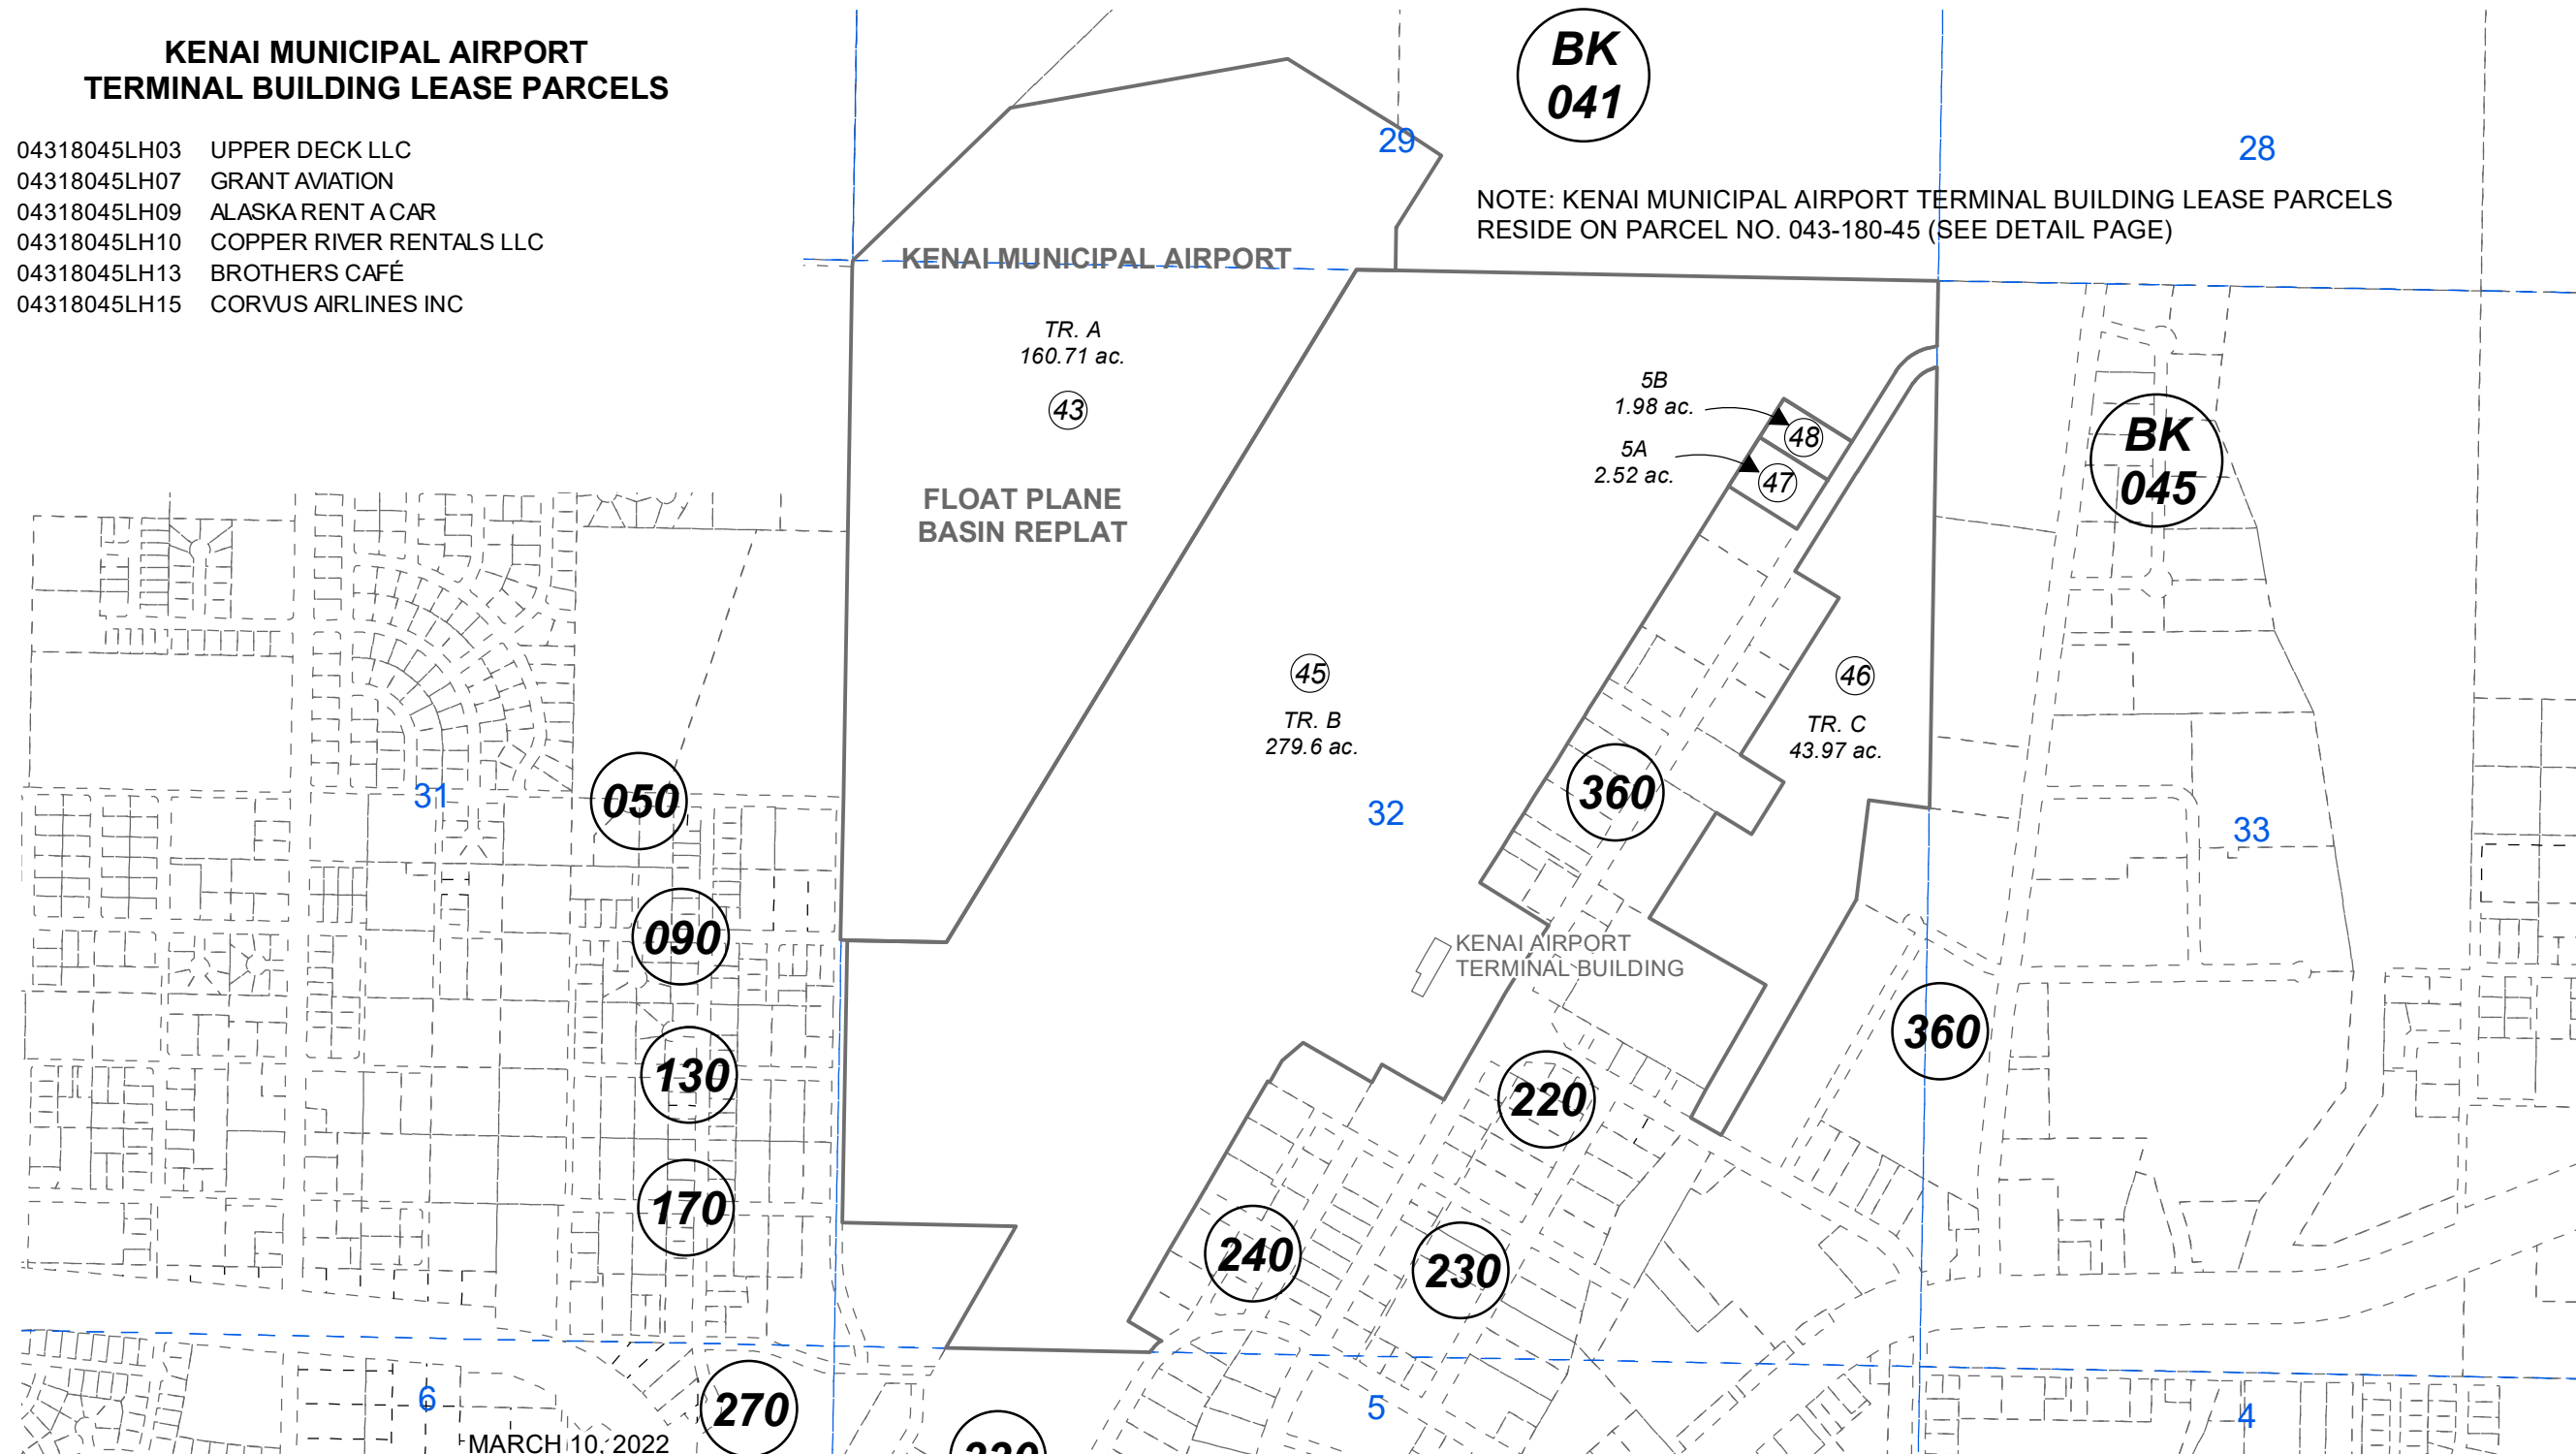 KENAI MUNICIPAL AIRPORT
TERMINAL BUILDING LEASE PARCELS
04318045LH03 UPPER DECK LLC
04318045LH07 GRANT AVIATION
04318045LH09 ALASKA RENT A CAR
04318045LH10 COPPER RIVER RENTALS LLC
04318045LH13 BROTHERS CAFÉ
04318045LH15 CORVUS AIRLINES INC
BK
041
29
28
NOTE: KENAI MUNICIPAL AIRPORT TERMINAL BUILDING LEASE PARCELS
RESIDE ON PARCEL NO. 043-180-45 (SEE DETAIL PAGE)
KENAI MUNICIPAL AIRPORT
TR. A
160.71 ac.
43
FLOAT PLANE
BASIN REPLAT
5B
1.98 ac.
48
5A
2.52 ac.
47
BK
045
45
TR. B
279.6 ac.
46
TR. C
43.97 ac.
31
050
32
360
33
090
KENAI AIRPORT
TERMINAL BUILDING
130
220
360
170
240
230
6
270
5
4
MARCH 10, 2022